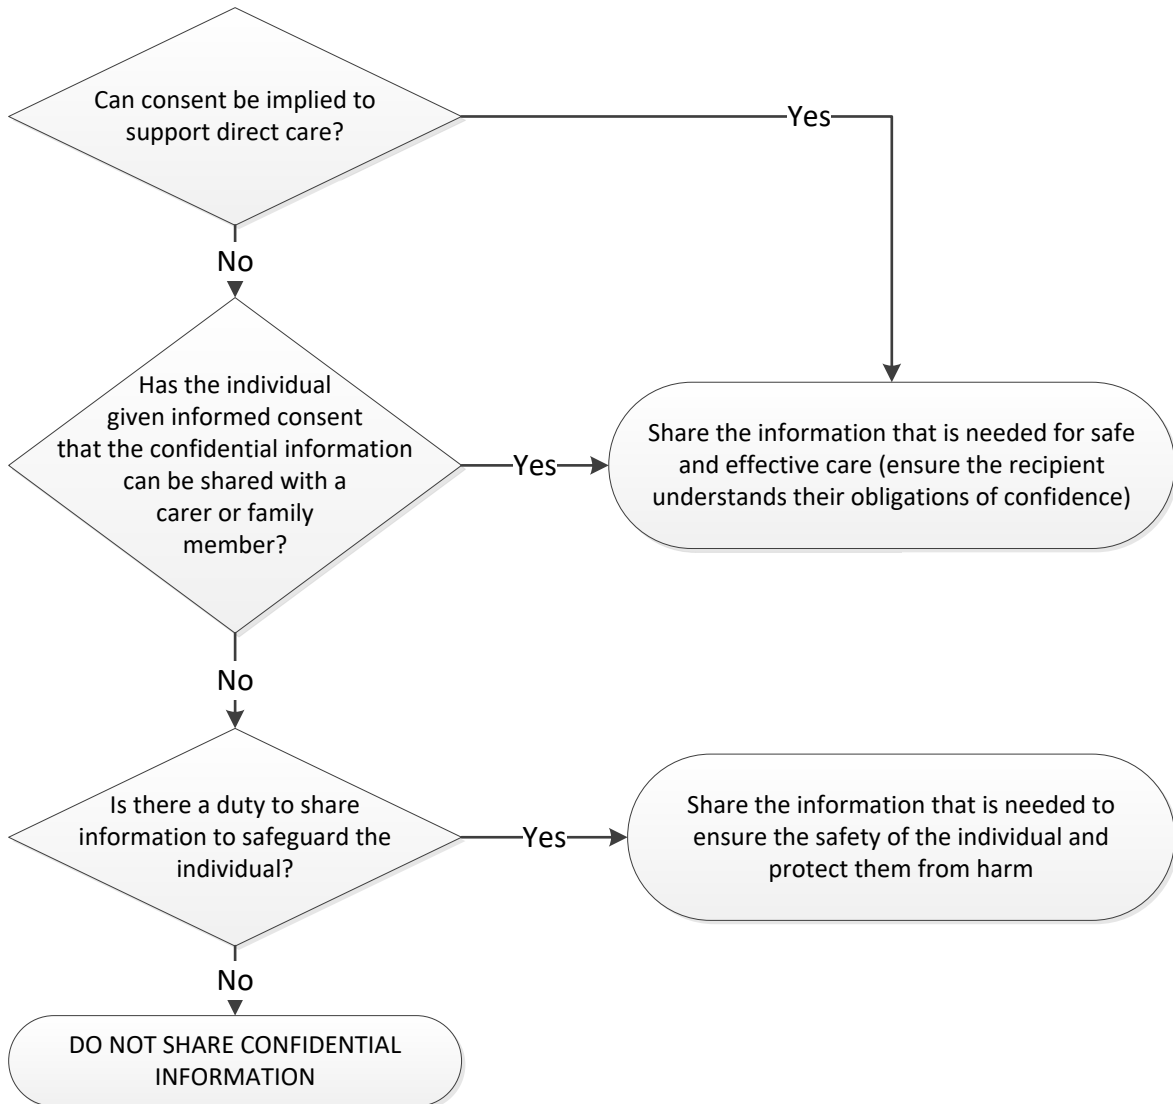 Can consent be implied to
support direct care?
Yes
No
Has the individual
given informed consent
that the confidential information
can be shared with a
carer or family
member?
Yes
Share the information that is needed for safe
and effective care (ensure the recipient
understands their obligations of confidence)
No
Is there a duty to share
information to safeguard the
individual?
Yes
Share the information that is needed to
ensure the safety of the individual and
protect them from harm
No
DO NOT SHARE CONFIDENTIAL
INFORMATION